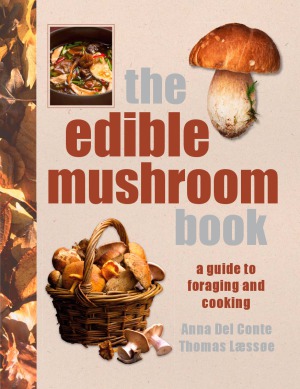 the
edible
mushroom
book
a guide to
foraging and
cooking
Anna Del Conte
Thomas Læssøe